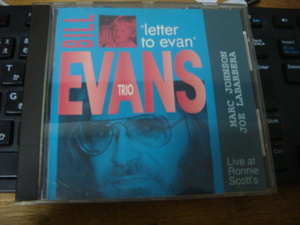 BILL
EVANS
TRIO
'letter
to evan'
MARC JOHNSON
JOE LABARBERA
Live at
Ronnie
Scott's